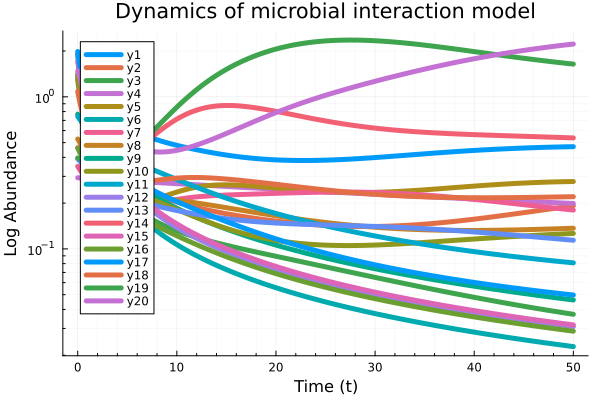 Dynamics of microbial interaction model
Log Abundance
10⁰
10⁻¹
y1
y2
y3
y4
y5
y6
y7
y8
y9
y10
y11
y12
y13
y14
y15
y16
y17
y18
y19
y20
0 10 20 30 40 50
Time (t)